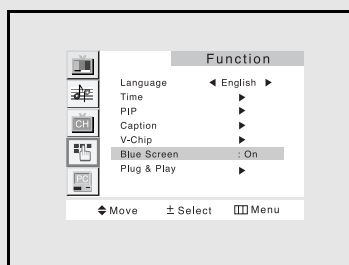 Function
Language ◀ English ▶
Time ▶
PIP ▶
Caption ▶
CH
V-Chip ▶
Blue Screen : On
Plug & Play ▶
PC
Move ± Select Menu